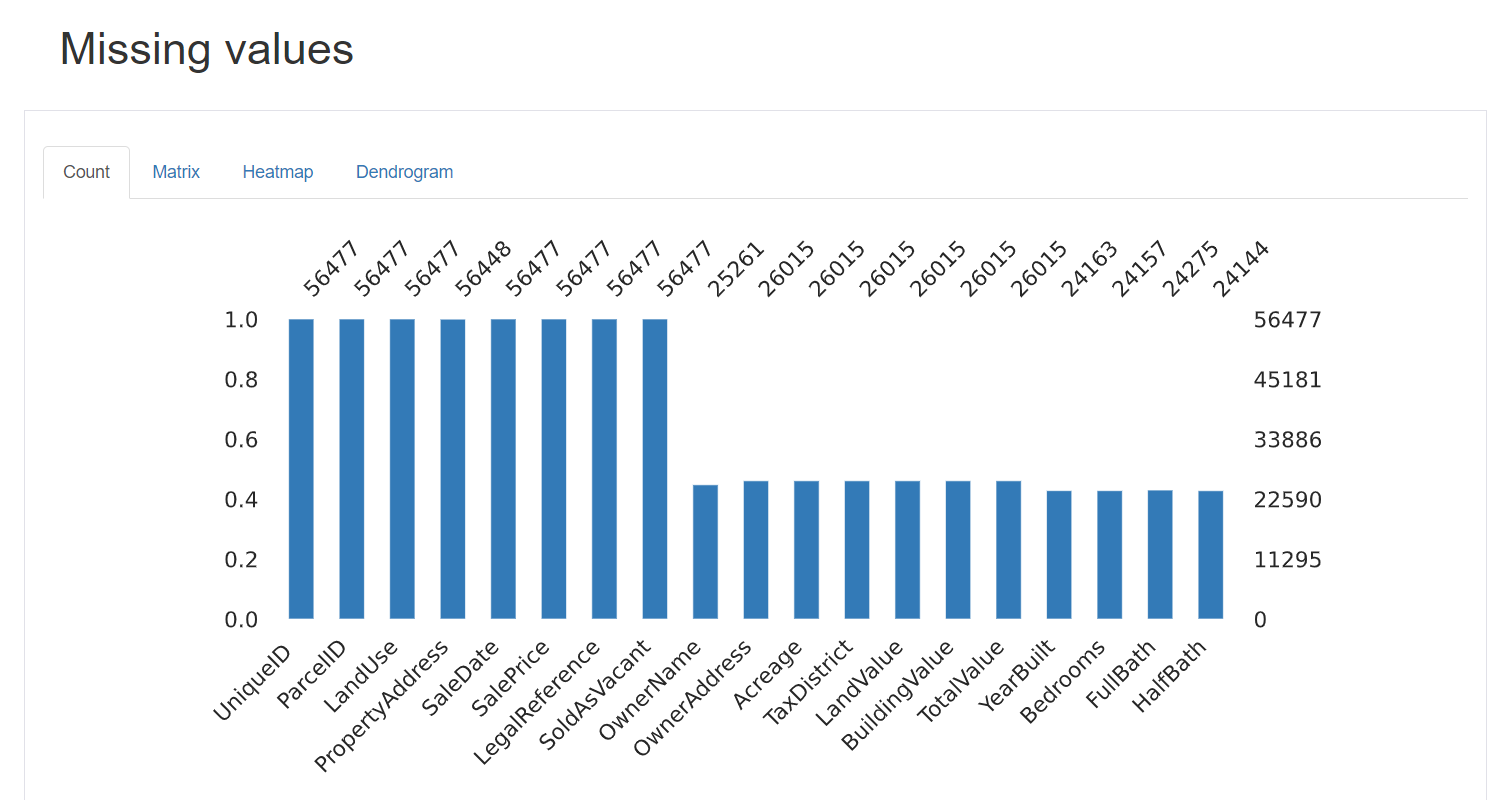 Missing values
Count Matrix Heatmap Dendrogram
56477 56477 56477 56448 56477 56477 56477 56477 25261 26015 26015 26015 26015 26015 26015 24163 24157 24275 24144
1.0 56477
0.8 45181
0.6 33886
0.4 22590
0.2 11295
0.0 0
UniqueID ParcelID LandUse PropertyAddress SaleDate SalePrice LegalReference SoldAsVacant OwnerName OwnerAddress Acreage TaxDistrict LandValue BuildingValue TotalValue YearBuilt Bedrooms FullBath HalfBath